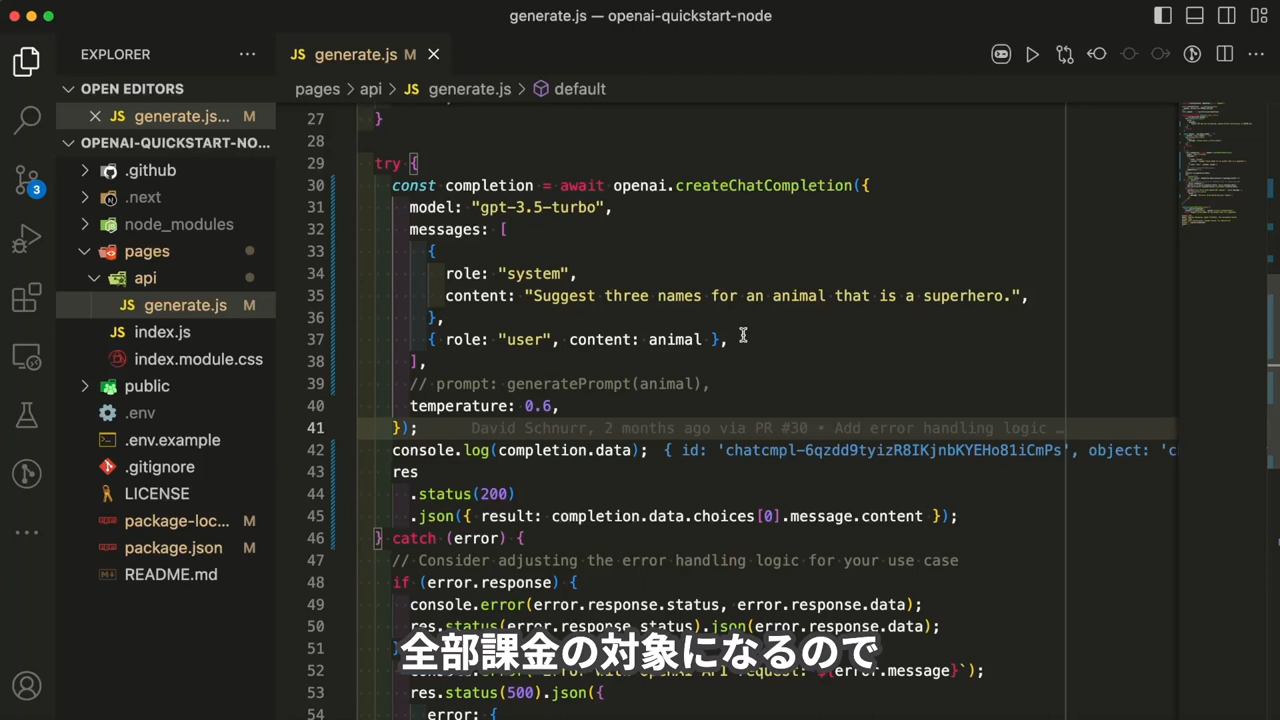 generate.js — openai-quickstart-node
EXPLORER
JS generate.js M
OPEN EDITORS
pages > api > JS generate.js > default
JS generate.js... M
OPENAI-QUICKSTART-NO...
.github
.next
node_modules
pages
api
JS generate.js M
JS index.js
index.module.css
public
.env
.env.example
.gitignore
LICENSE
package-loc... M
package.json M
README.md
3
27 }
28
29 try {
30 const completion = await openai.createChatCompletion({
31 model: "gpt-3.5-turbo",
32 messages: [
33 {
34 role: "system",
35 content: "Suggest three names for an animal that is a superhero.",
36 },
37 { role: "user", content: animal },
38 ],
39 // prompt: generatePrompt(animal),
40 temperature: 0.6,
41 }); David Schnurr, 2 months ago via PR #30 • Add error handling logic …
42 console.log(completion.data); { id: 'chatcmpl-6qzdd9tyizR8IKjnbKYEHo81iCmPs', object: 'c
43 res
44 .status(200)
45 .json({ result: completion.data.choices[0].message.content });
46 } catch (error) {
47 // Consider adjusting the error handling logic for your use case
48 if (error.response) {
49 console.error(error.response.status, error.response.data);
50 res.status(error.response.status).json(error.response.data);
51
52 console.error( with OpenAI API request: ${error.message}`);
53 res.status(500).json({
54 error: {
全部課金の対象になるので